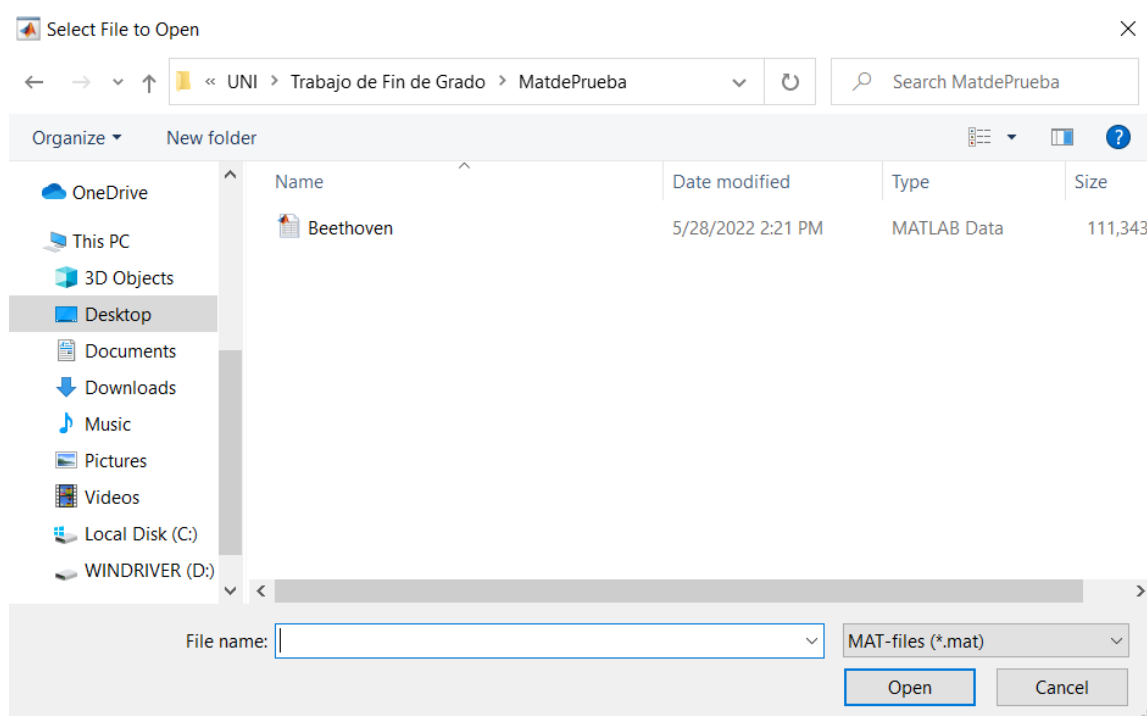 Select File to Open
« UNI > Trabajo de Fin de Grado > MatdePrueba
Search MatdePrueba
Organize
New folder
?
Name
Date modified
Type
Size
Beethoven
5/28/2022 2:21 PM
MATLAB Data
111,343
OneDrive
This PC
3D Objects
Desktop
Documents
Downloads
Music
Pictures
Videos
Local Disk (C:)
WINDRIVER (D:)
File name:
MAT-files (*.mat)
Open
Cancel